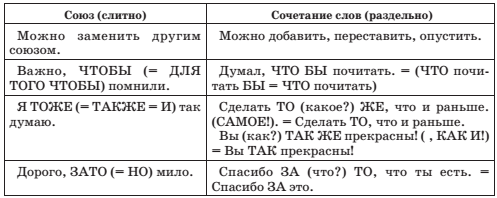 Союз (слитно) Сочетание слов (раздельно)
Можно заменить другим Можно добавить, переставить, опустить.
союзом.
Важно, ЧТОБЫ (= ДЛЯ Думал, ЧТО БЫ почитать. = (ЧТО почи-
ТОГО ЧТОБЫ) помнили. тать БЫ = ЧТО почитать)
Я ТОЖЕ (= ТАКЖЕ = И) так Сделать ТО (какое?) ЖЕ, что и раньше.
думаю. (САМОЕ!). = Сделать ТО, что и раньше.
Вы (как?) ТАК ЖЕ прекрасны! ( , КАК И!)
= Вы ТАК прекрасны!
Дорого, ЗАТО (= НО) мило. Спасибо ЗА (что?) ТО, что ты есть. =
Спасибо ЗА это.